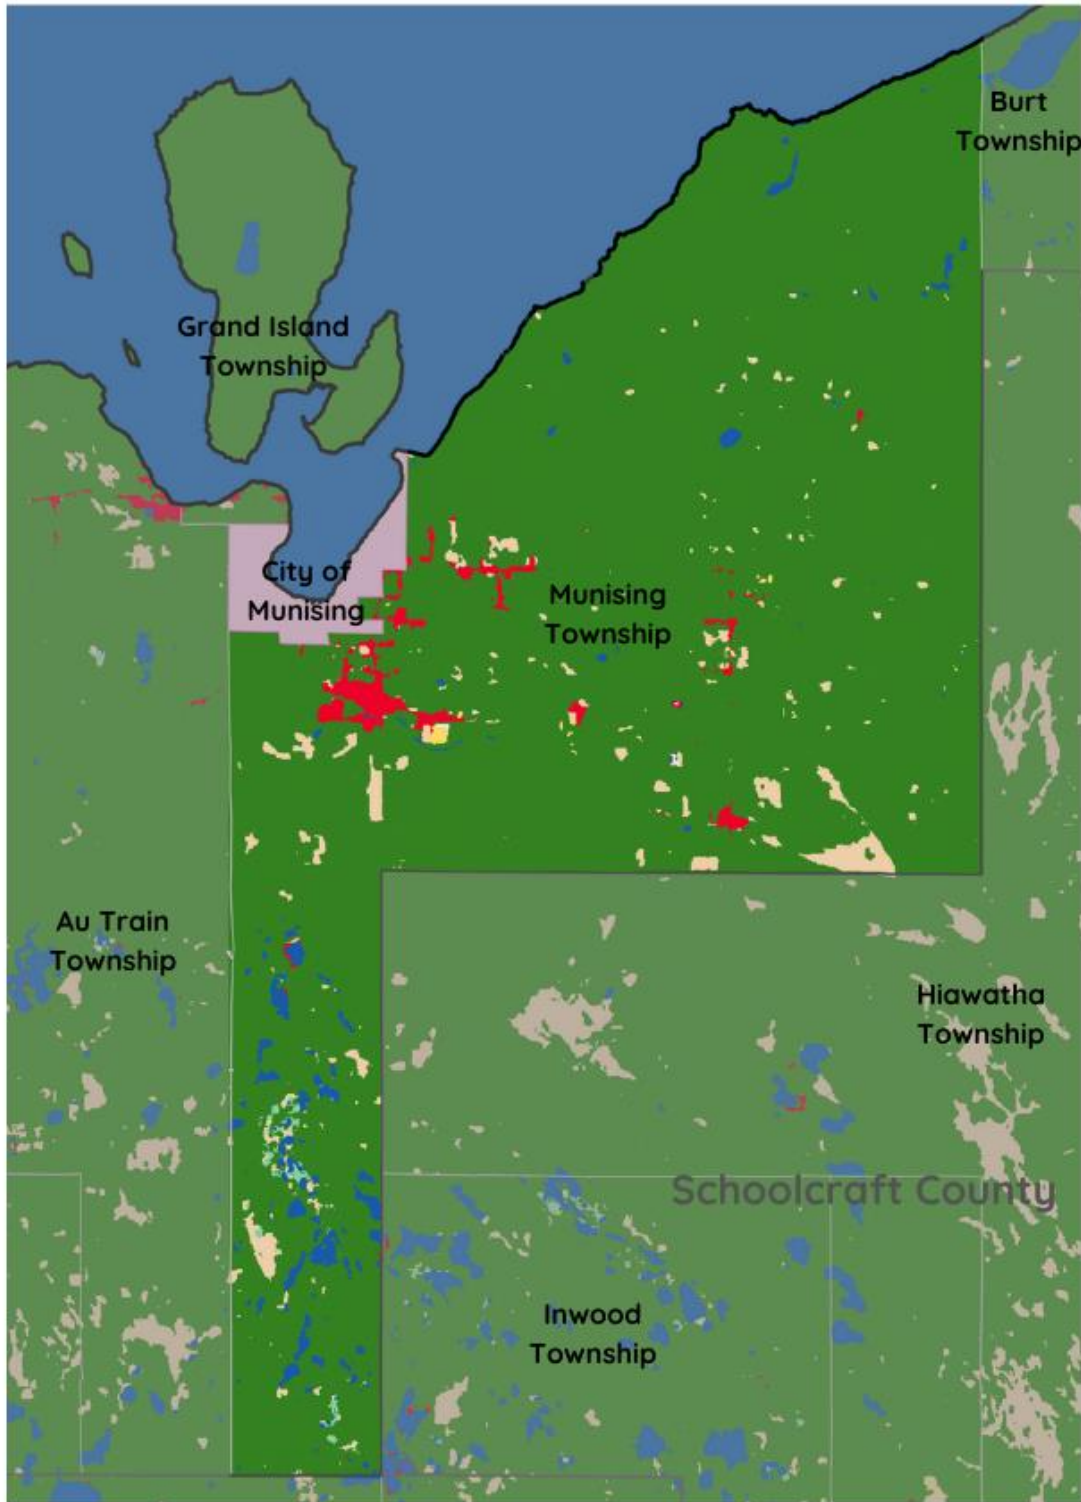 Burt
Township
Grand Island
Township
City of
Munising
Munising
Township
Au Train
Township
Hiawatha
Township
Schoolcraft County
Inwood
Township